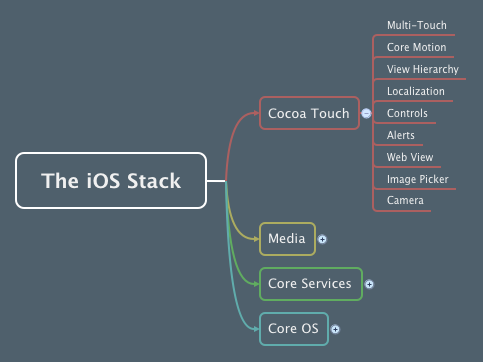 The iOS Stack
Cocoa Touch
Multi-Touch
Core Motion
View Hierarchy
Localization
Controls
Alerts
Web View
Image Picker
Camera
Media
Core Services
Core OS